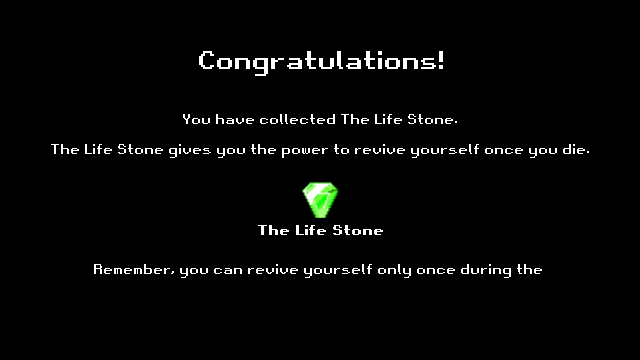 Congratulations!
You have collected The Life Stone.
The Life Stone gives you the power to revive yourself once you die.
The Life Stone
Remember, you can revive yourself only once during the